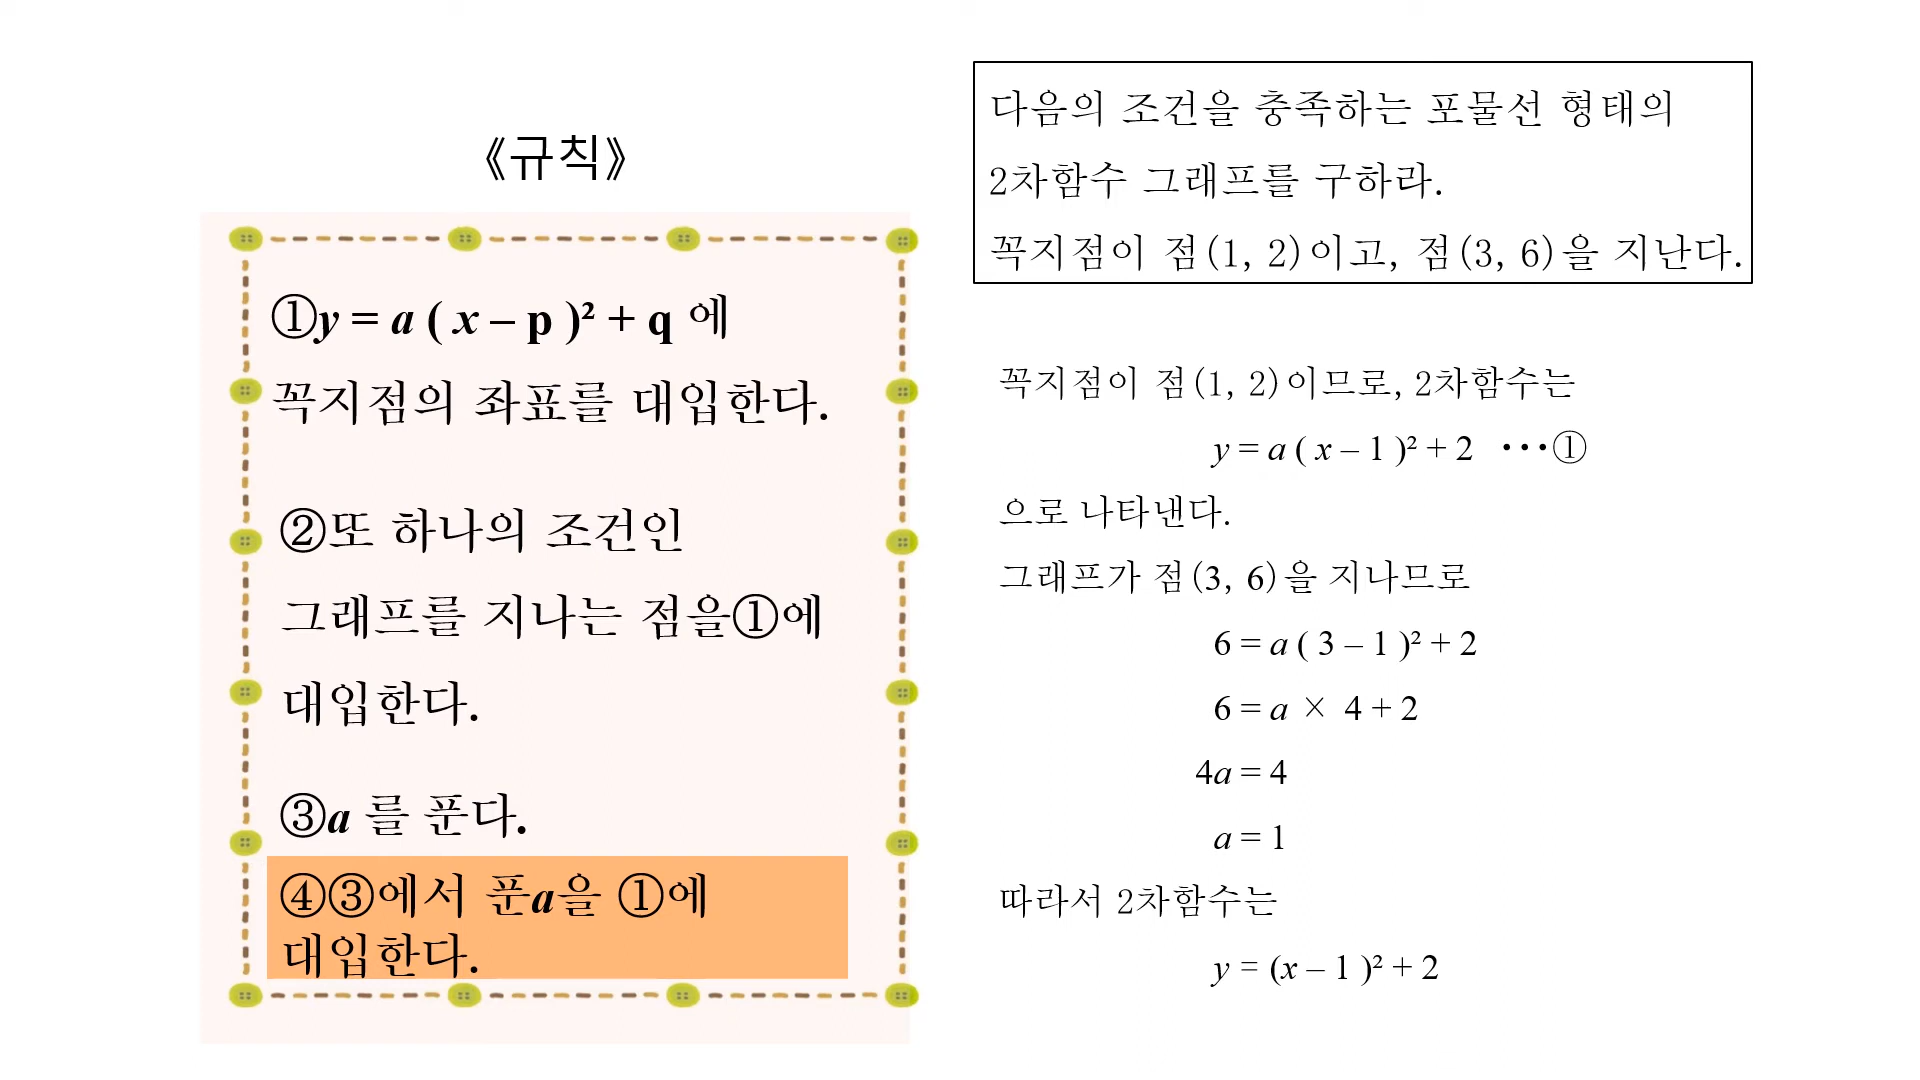 《규칙》
①y = a ( x – p )² + q 에
꼭지점의 좌표를 대입한다.
②또 하나의 조건인
그래프를 지나는 점을①에
대입한다.
③a 를 푼다.
④③에서 푼a을 ①에
대입한다.
다음의 조건을 충족하는 포물선 형태의
2차함수 그래프를 구하라.
꼭지점이 점(1, 2)이고, 점(3, 6)을 지난다.
꼭지점이 점(1, 2)이므로, 2차함수는
y = a ( x – 1 )² + 2 ･･･①
으로 나타낸다.
그래프가 점(3, 6)을 지나므로
6 = a ( 3 – 1 )² + 2
6 = a × 4 + 2
4a = 4
a = 1
따라서 2차함수는
y = (x – 1 )² + 2